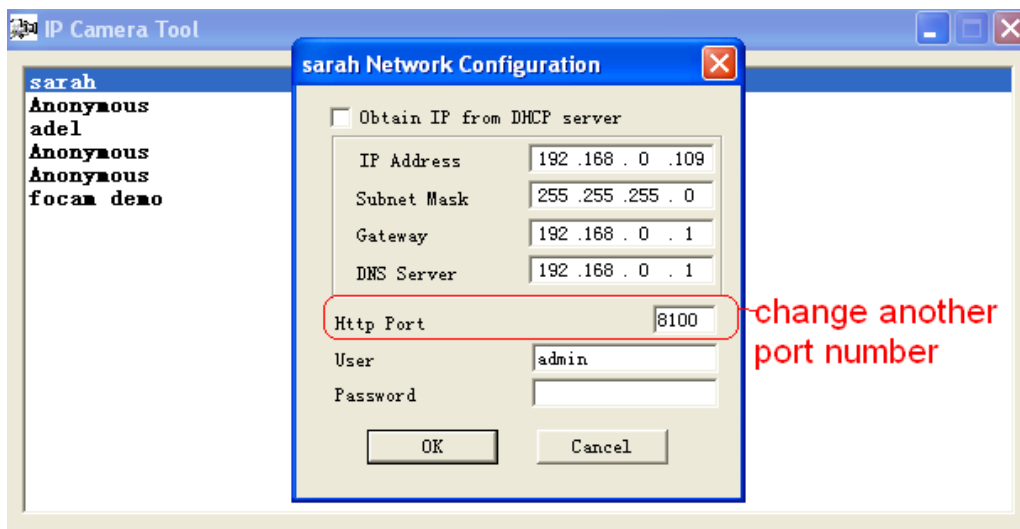 IP Camera Tool
sarah
Anonymous
adel
Anonymous
Anonymous
focam demo
sarah Network Configuration
Obtain IP from DHCP server
IP Address 192 .168 . 0 .109
Subnet Mask 255 .255 .255 . 0
Gateway 192 .168 . 0 . 1
DNS Server 192 .168 . 0 . 1
Http Port 8100
User admin
Password
OK Cancel
change another
port number